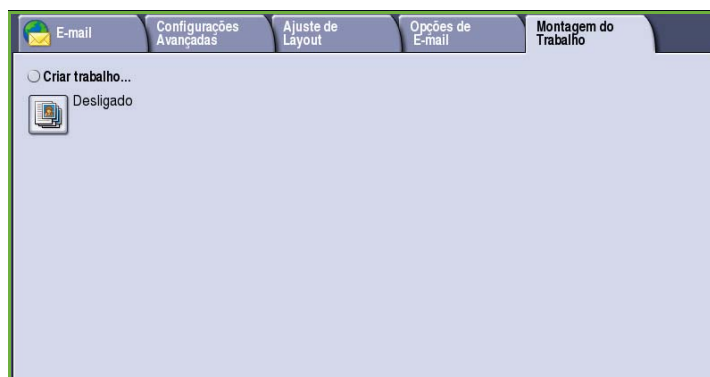 E-mail
Configurações
Avançadas
Ajuste de
Layout
Opções de
E-mail
Montagem do
Trabalho
Criar trabalho...
Desligado